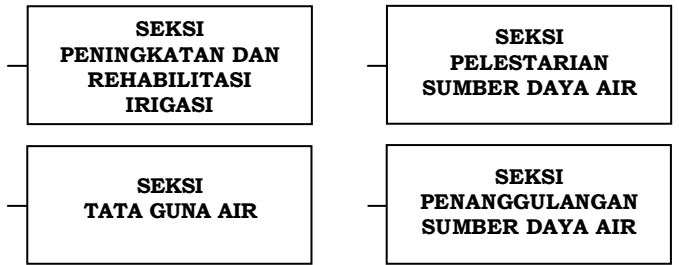 SEKSI
PENINGKATAN DAN
REHABILITASI
IRIGASI
SEKSI
PELESTARIAN
SUMBER DAYA AIR
SEKSI
TATA GUNA AIR
SEKSI
PENANGGULANGAN
SUMBER DAYA AIR